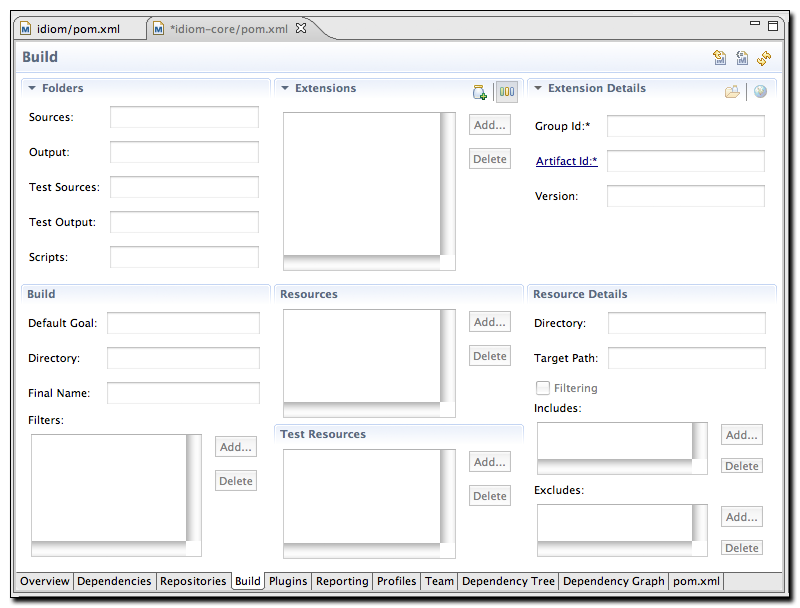 idiom/pom.xml
*idiom-core/pom.xml
Build
Folders
Sources:
Output:
Test Sources:
Test Output:
Scripts:
Extensions
Add...
Delete
Extension Details
Group Id:*
Artifact Id:*
Version:
Build
Default Goal:
Directory:
Final Name:
Filters:
Add...
Delete
Resources
Add...
Delete
Test Resources
Add...
Delete
Resource Details
Directory:
Target Path:
Filtering
Includes:
Add...
Delete
Excludes:
Add...
Delete
Overview Dependencies Repositories Build Plugins Reporting Profiles Team Dependency Tree Dependency Graph pom.xml